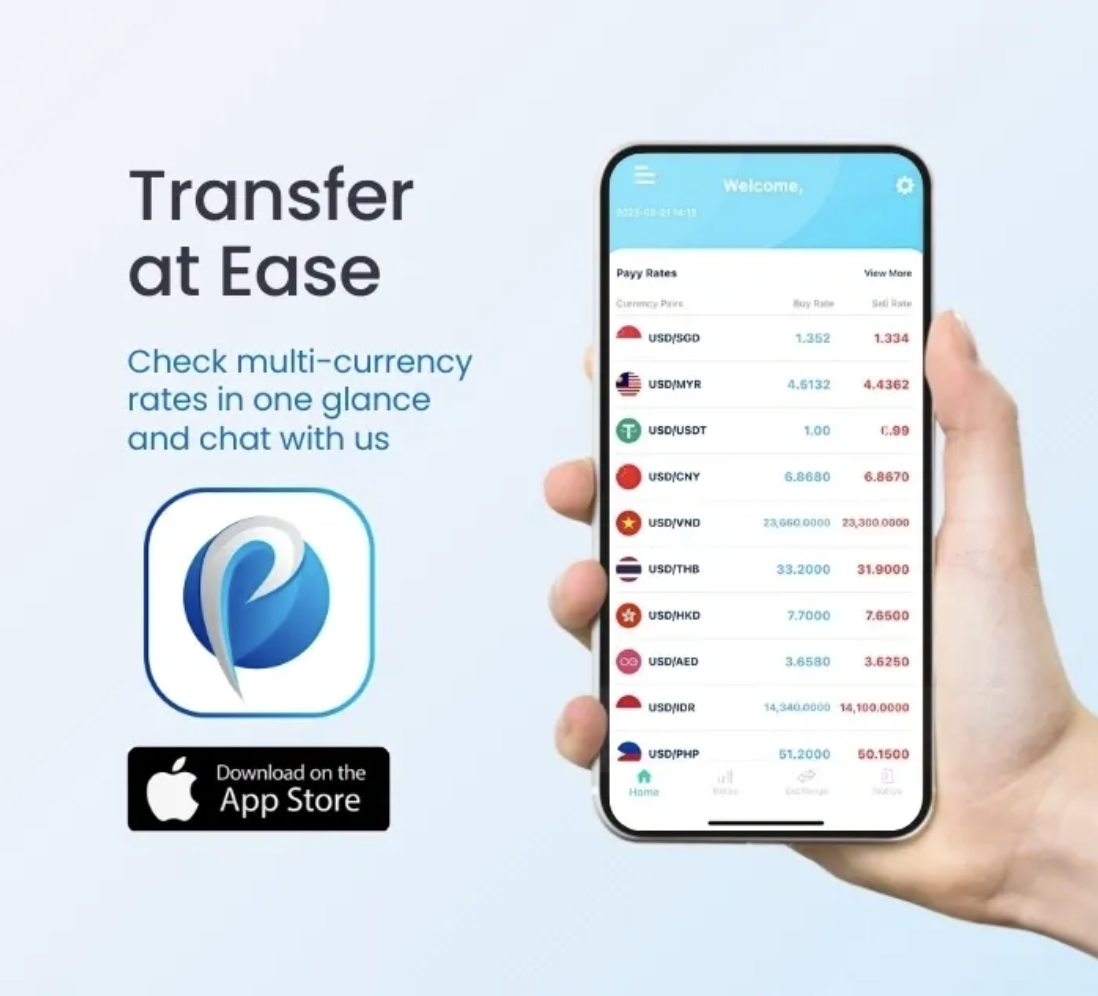 Transfer
at Ease
Check multi-currency
rates in one glance
and chat with us
Download on the
App Store
Welcome,
Payy Rates View More
Currency Pairs Buy Rate Sell Rate
USD/SGD 1.352 1.334
USD/MYR 4.5132 4.4362
USD/USDT 1.00 0.99
USD/CNY 6.8680 6.8670
USD/VND 23,660.0000 23,300.0000
USD/THB 33.2000 31.9000
USD/HKD 7.7000 7.6500
USD/AED 3.6580 3.6250
USD/IDR 14,340.0000 14,100.0000
USD/PHP 51.2000 50.1500
Home Rates Exchange